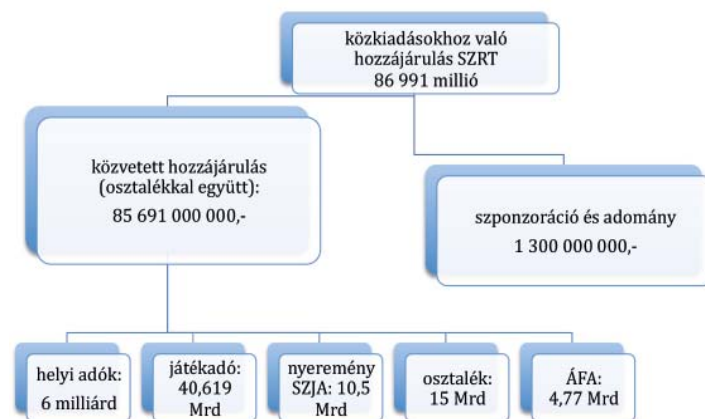 közkiadásokhoz való
hozzájárulás SZRT
86 991 millió
közvetett hozzájárulás
(osztalékkal együtt):
85 691 000 000,-
szponzoráció és adomány
1 300 000 000,-
helyi adók:
6 milliárd
játékadó:
40,619
Mrd
nyeremény
SZJA: 10,5
Mrd
osztalék:
15 Mrd
ÁFA:
4,77 Mrd